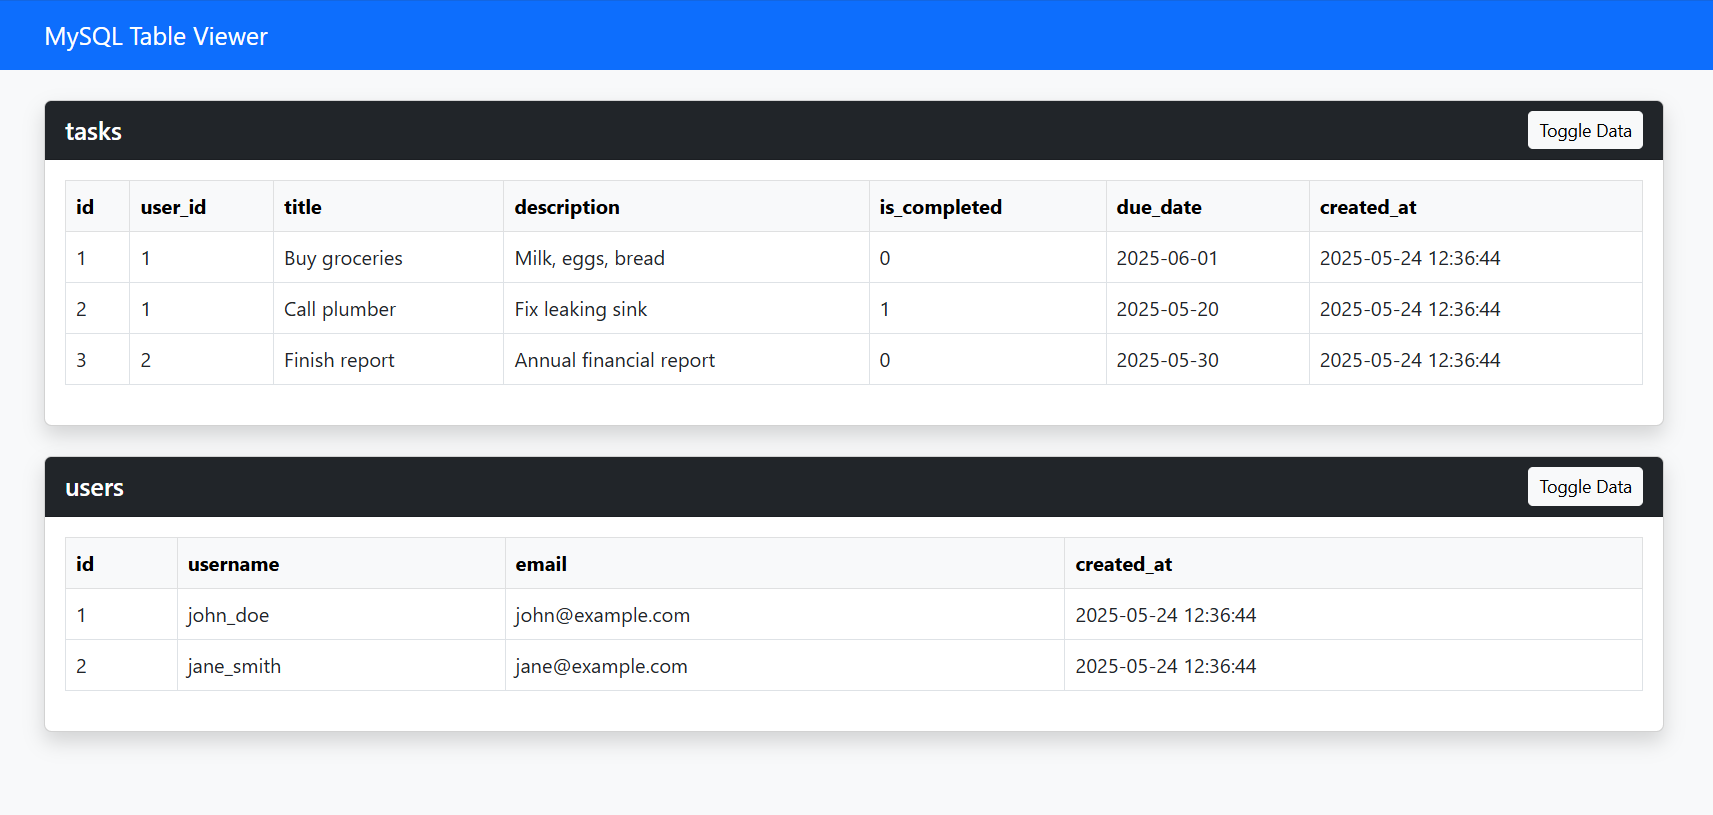 MySQL Table Viewer
tasks Toggle Data
id user_id title description is_completed due_date created_at
1 1 Buy groceries Milk, eggs, bread 0 2025-06-01 2025-05-24 12:36:44
2 1 Call plumber Fix leaking sink 1 2025-05-20 2025-05-24 12:36:44
3 2 Finish report Annual financial report 0 2025-05-30 2025-05-24 12:36:44
users Toggle Data
id username email created_at
1 john_doe john@example.com 2025-05-24 12:36:44
2 jane_smith jane@example.com 2025-05-24 12:36:44